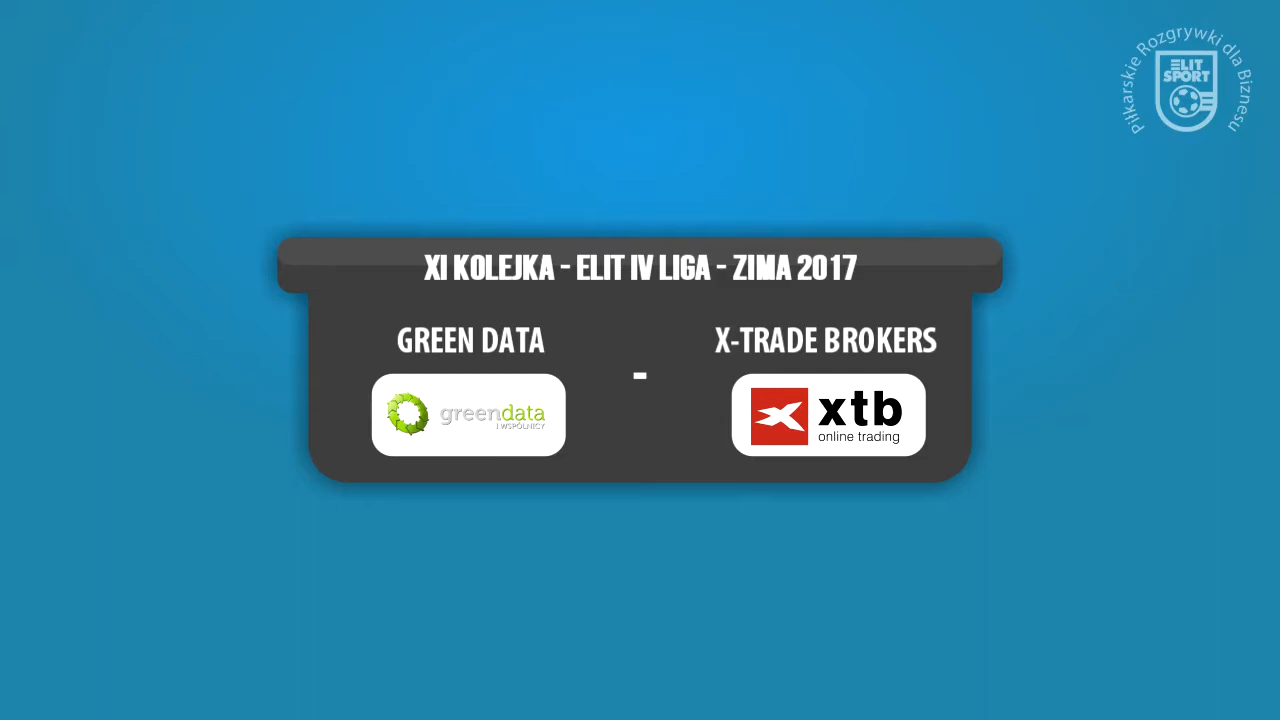 Piłkarskie Rozgrywki dla Biznesu
ELIT
SPORT
XI KOLEJKA - ELIT IV LIGA - ZIMA 2017
GREEN DATA
-
X-TRADE BROKERS
greendata
I WSPÓLNICY
xtb
online trading